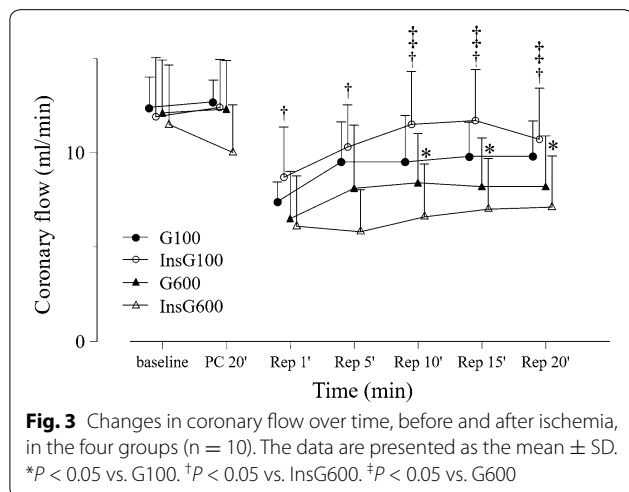 ‡ ‡ ‡
‡ ‡ ‡
† † † † †
* * *
Coronary flow (ml/min)
10
0
G100
InsG100
G600
InsG600
baseline PC 20' Rep 1' Rep 5' Rep 10' Rep 15' Rep 20'
Time (min)
Fig. 3 Changes in coronary flow over time, before and after ischemia,
in the four groups (n = 10). The data are presented as the mean ± SD.
*P < 0.05 vs. G100. †P < 0.05 vs. InsG600. ‡P < 0.05 vs. G600